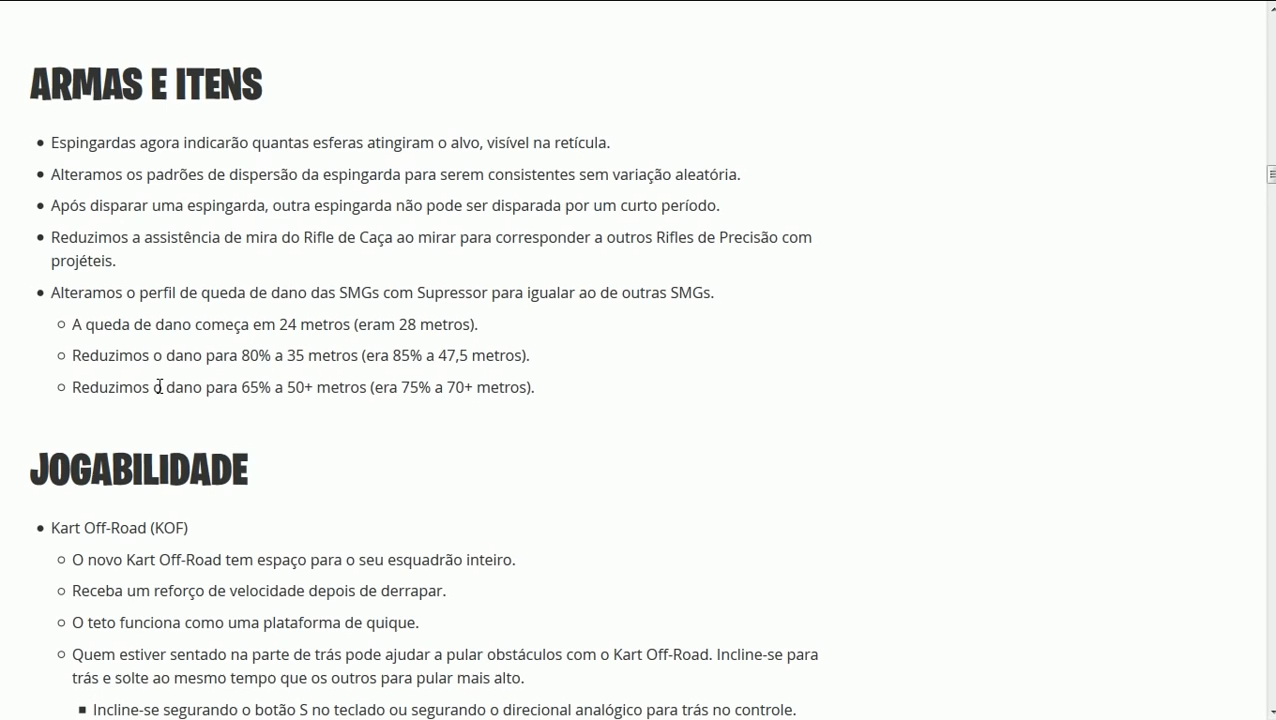 ARMAS E ITENS
Espingardas agora indicarão quantas esferas atingiram o alvo, visível na retícula.
Alteramos os padrões de dispersão da espingarda para serem consistentes sem variação aleatória.
Após disparar uma espingarda, outra espingarda não pode ser disparada por um curto período.
Reduzimos a assistência de mira do Rifle de Caça ao mirar para corresponder a outros Rifles de Precisão com
projéteis.
Alteramos o perfil de queda de dano das SMGs com Supressor para igualar ao de outras SMGs.
A queda de dano começa em 24 metros (eram 28 metros).
Reduzimos o dano para 80% a 35 metros (era 85% a 47,5 metros).
Reduzimos o dano para 65% a 50+ metros (era 75% a 70+ metros).
JOGABILIDADE
Kart Off-Road (KOF)
O novo Kart Off-Road tem espaço para o seu esquadrão inteiro.
Receba um reforço de velocidade depois de derrapar.
O teto funciona como uma plataforma de quique.
Quem estiver sentado na parte de trás pode ajudar a pular obstáculos com o Kart Off-Road. Incline-se para
trás e solte ao mesmo tempo que os outros para pular mais alto.
Incline-se segurando o botão S no teclado ou segurando o direcional analógico para trás no controle.